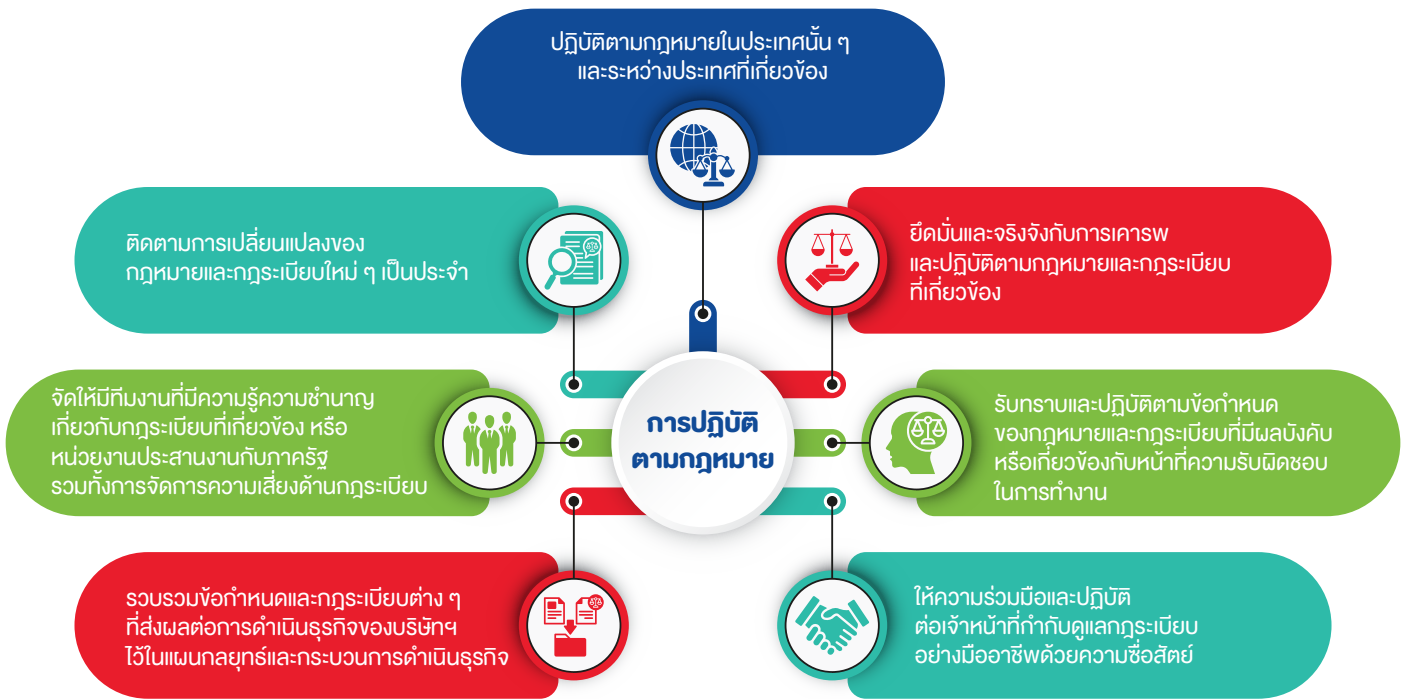 ปฏิบัติตามกฎหมายในประเทศนั้น ๆ
และระหว่างประเทศที่เกี่ยวข้อง
ติดตามการเปลี่ยนแปลงของ
กฎหมายและกฎระเบียบใหม่ ๆ เป็นประจำ
ยึดมั่นและจริงจังกับการเคารพ
และปฏิบัติตามกฎหมายและกฎระเบียบ
ที่เกี่ยวข้อง
จัดให้มีทีมงานที่มีความรู้ความชำนาญ
เกี่ยวกับกฎระเบียบที่เกี่ยวข้อง หรือ
หน่วยงานประสานงานกับภาครัฐ
รวมทั้งการจัดการความเสี่ยงด้านกฎระเบียบ
การปฏิบัติ
ตามกฎหมาย
รับทราบและปฏิบัติตามข้อกำหนด
ของกฎหมายและกฎระเบียบที่มีผลบังคับ
หรือเกี่ยวข้องกับหน้าที่ความรับผิดชอบ
ในการทำงาน
รวบรวมข้อกำหนดและกฎระเบียบต่าง ๆ
ที่ส่งผลต่อการดำเนินธุรกิจของบริษัทฯ
ไว้ในแผนกลยุทธ์และกระบวนการดำเนินธุรกิจ
ให้ความร่วมมือและปฏิบัติ
ต่อเจ้าหน้าที่กำกับดูแลกฎระเบียบ
อย่างมืออาชีพด้วยความซื่อสัตย์